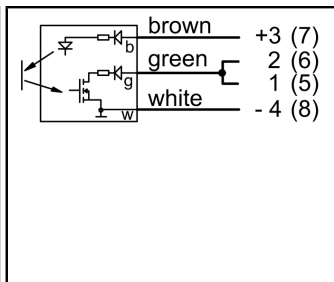 brown +3 (7)
b
green 2 (6)
g 1 (5)
white - 4 (8)
w